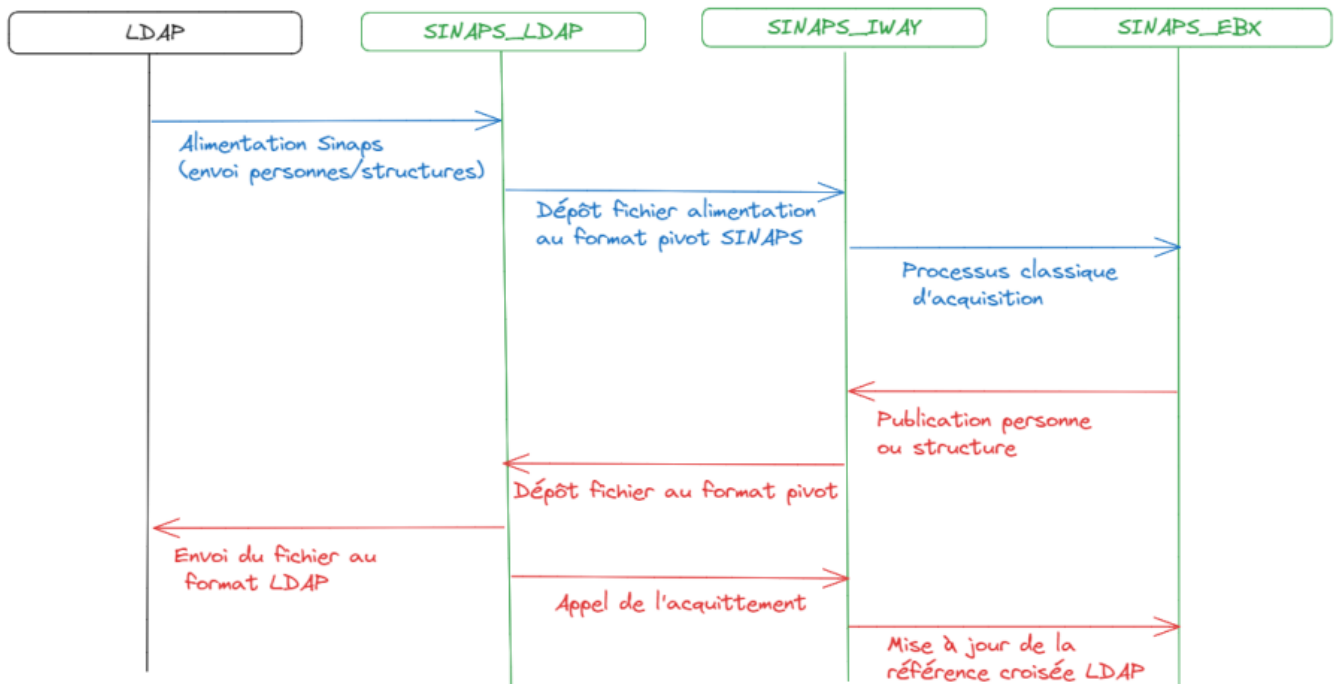 LDAP
SINAPS_LDAP
SINAPS_IWAY
SINAPS_EBX
Alimentation Sinaps
(envoi personnes/structures)
Dépôt fichier alimentation
au format pivot SINAPS
Processus classique
d'acquisition
Publication personne
ou structure
Dépôt fichier au format pivot
Envoi du fichier au
format LDAP
Appel de l'acquittement
Mise à jour de la
référence croisée LDAP